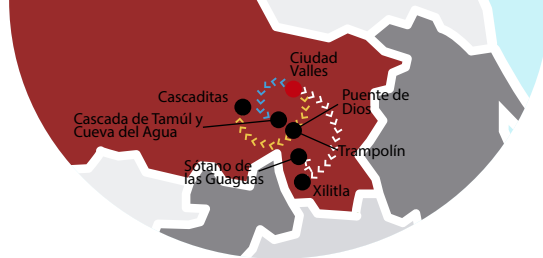 Ciudad
Valles
Cascaditas
Puente de
Dios
Cascada de Tamúl y
Cueva del Agua
Trampolín
Sótano de
las Guaguas
Xilitla